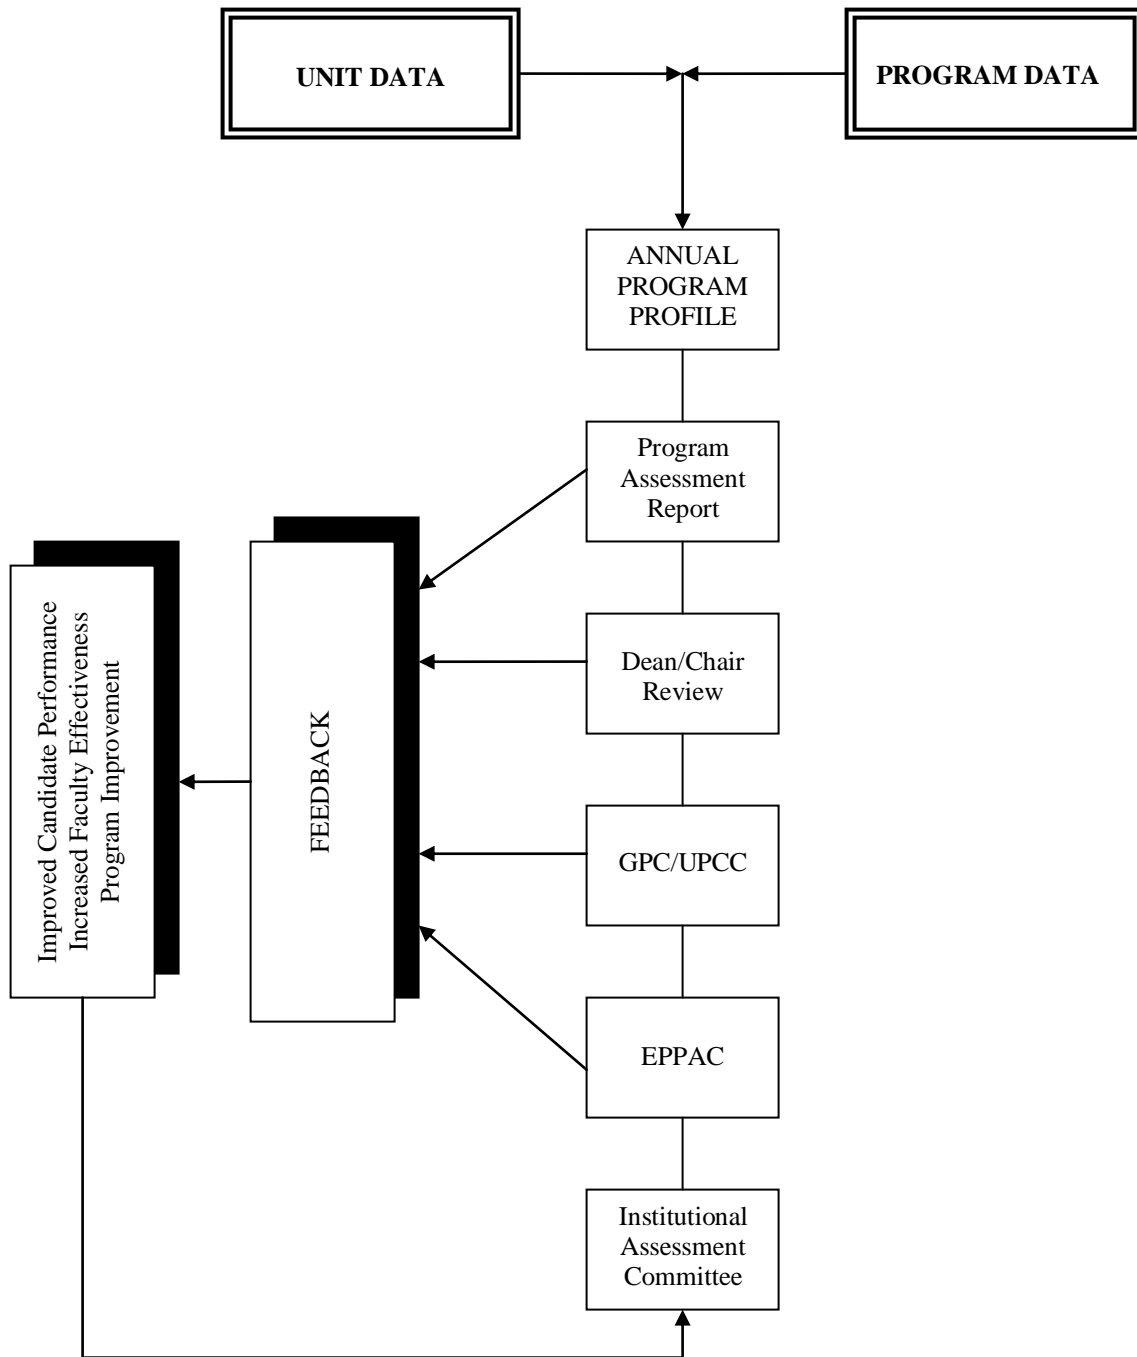 UNIT DATA
PROGRAM DATA
ANNUAL
PROGRAM
PROFILE
Program
Assessment
Report
Dean/Chair
Review
GPC/UPCC
EPPAC
Institutional
Assessment
Committee
FEEDBACK
Improved Candidate Performance
Increased Faculty Effectiveness
Program Improvement